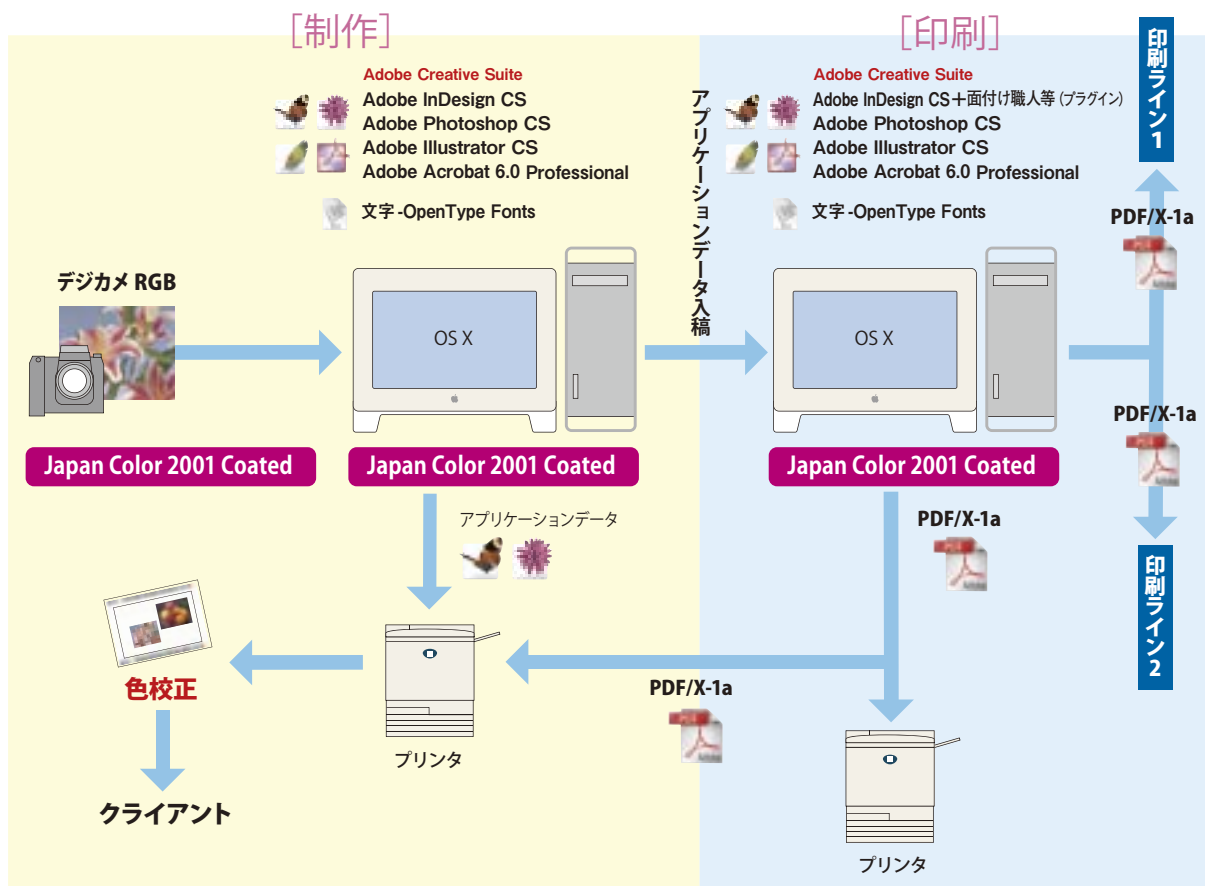 ［制作］
Adobe Creative Suite
Adobe InDesign CS
Adobe Photoshop CS
Adobe Illustrator CS
Adobe Acrobat 6.0 Professional
文字-OpenType Fonts
デジカメ RGB
OS X
Japan Color 2001 Coated
Japan Color 2001 Coated
アプリケーションデータ
プリンタ
色校正
クライアント
アプリケーションデータ入稿
［印刷］
Adobe Creative Suite
Adobe InDesign CS＋面付け職人等（プラグイン）
Adobe Photoshop CS
Adobe Illustrator CS
Adobe Acrobat 6.0 Professional
文字-OpenType Fonts
OS X
Japan Color 2001 Coated
PDF/X-1a
PDF/X-1a
プリンタ
印刷ライン1
PDF/X-1a
PDF/X-1a
印刷ライン2